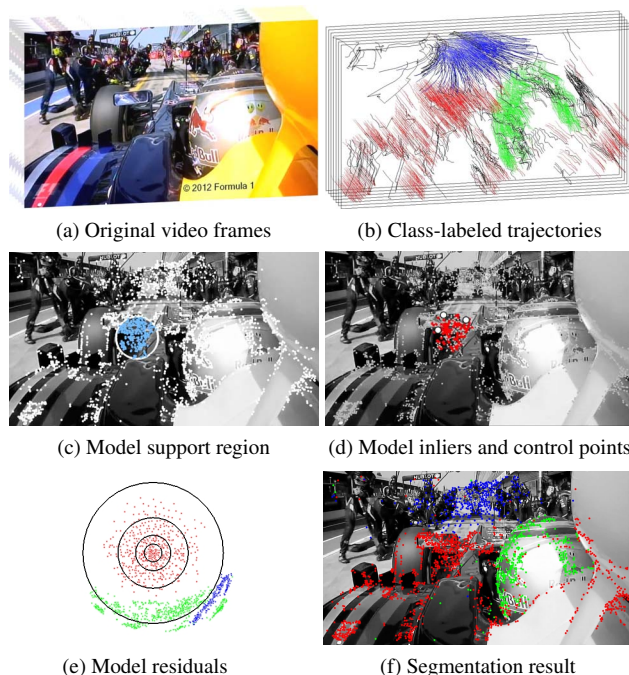 © 2012 Formula 1
(a) Original video frames
(b) Class-labeled trajectories
(c) Model support region
(d) Model inliers and control points
(e) Model residuals
(f) Segmentation result